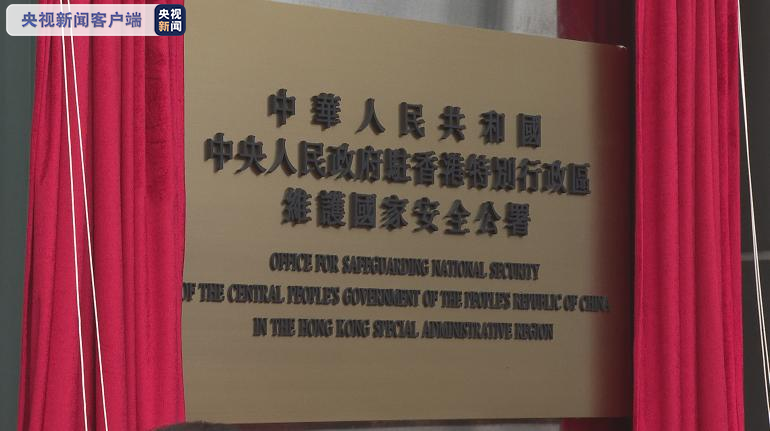 央视新闻客户端
央视
新闻
中華人民共和國
中央人民政府駐香港特別行政區
維護國家安全公署
OFFICE FOR SAFEGUARDING NATIONAL SECURITY
OF THE CENTRAL PEOPLE'S GOVERNMENT OF THE PEOPLE'S REPUBLIC OF CHINA
IN THE HONG KONG SPECIAL ADMINISTRATIVE REGION